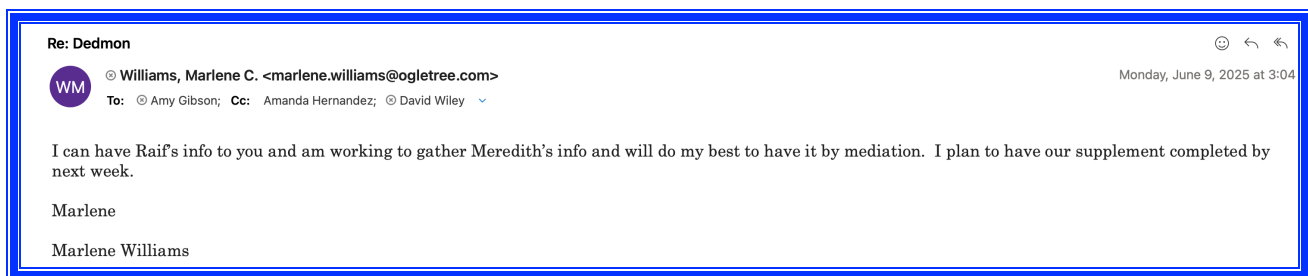 Re: Dedmon
WM
Williams, Marlene C. <marlene.williams@ogletree.com>
Monday, June 9, 2025 at 3:04
To: Amy Gibson; Cc: Amanda Hernandez; David Wiley
I can have Raif's info to you and am working to gather Meredith's info and will do my best to have it by mediation.  I plan to have our supplement completed by
next week.
Marlene
Marlene Williams